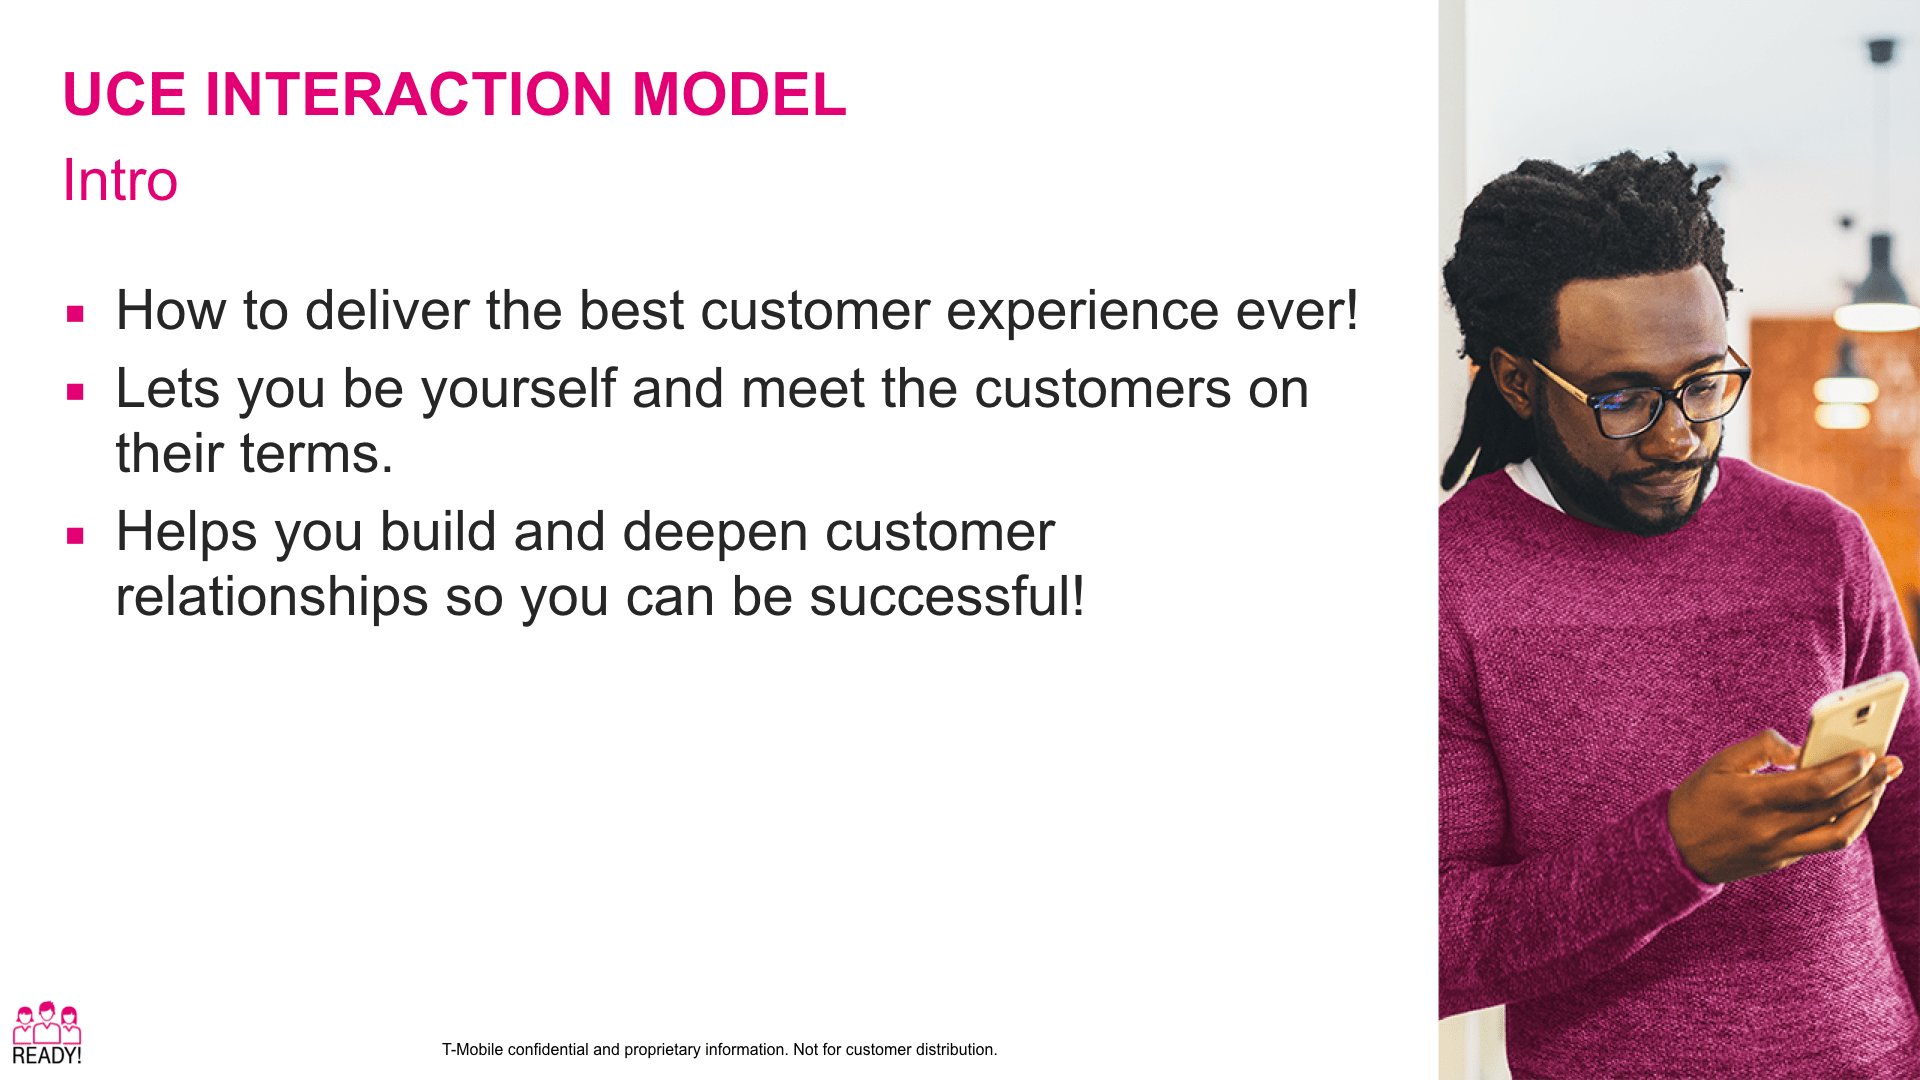 UCE INTERACTION MODEL
Intro
How to deliver the best customer experience ever!
Lets you be yourself and meet the customers on
their terms.
Helps you build and deepen customer
relationships so you can be successful!
READY!
T-Mobile confidential and proprietary information. Not for customer distribution.